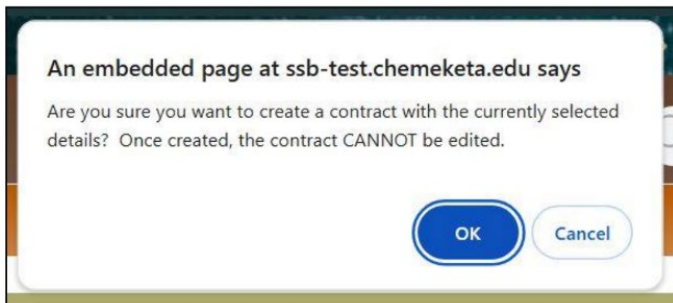 An embedded page at ssb-test.chemeketa.edu says
Are you sure you want to create a contract with the currently selected
details?  Once created, the contract CANNOT be edited.
OK
Cancel